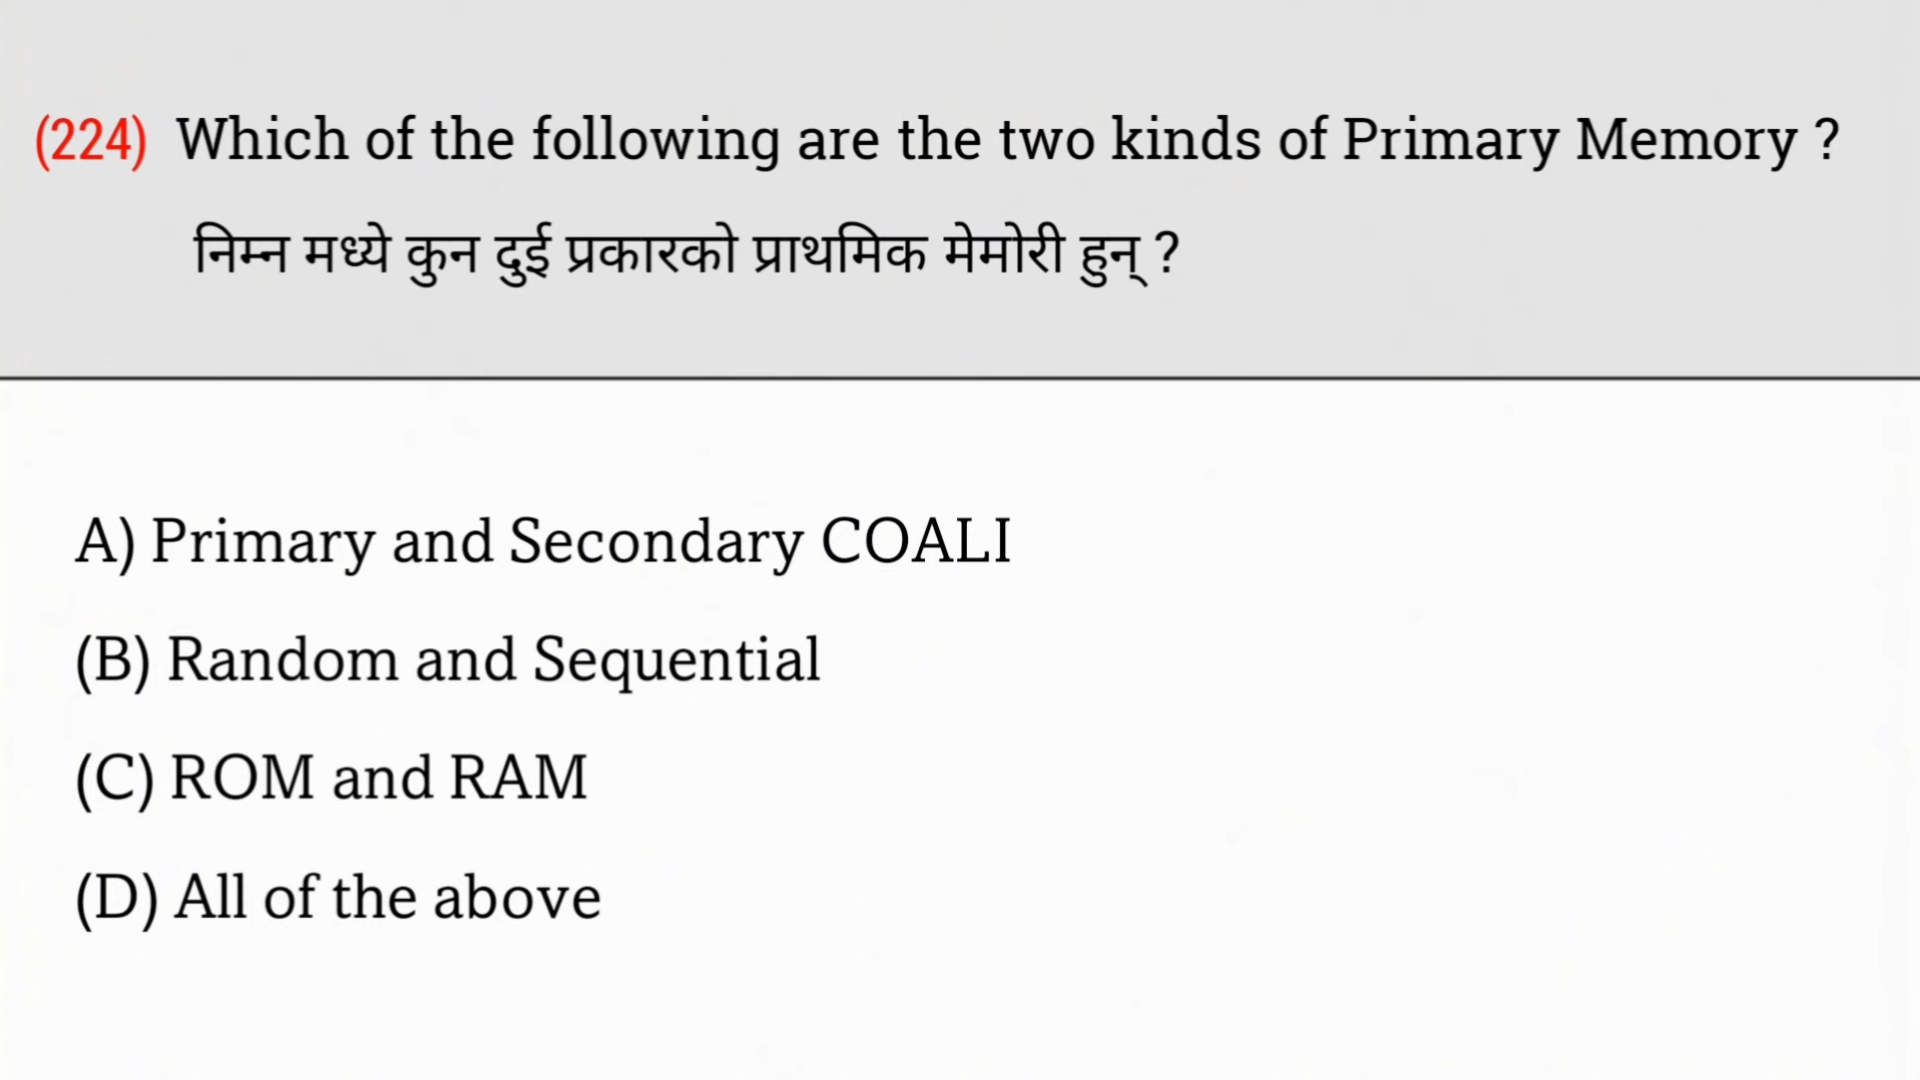 (224) Which of the following are the two kinds of Primary Memory ?
निम्न मध्ये कुन दुई प्रकारको प्राथमिक मेमोरी हुन् ?
A) Primary and Secondary COALI
(B) Random and Sequential
(C) ROM and RAM
(D) All of the above